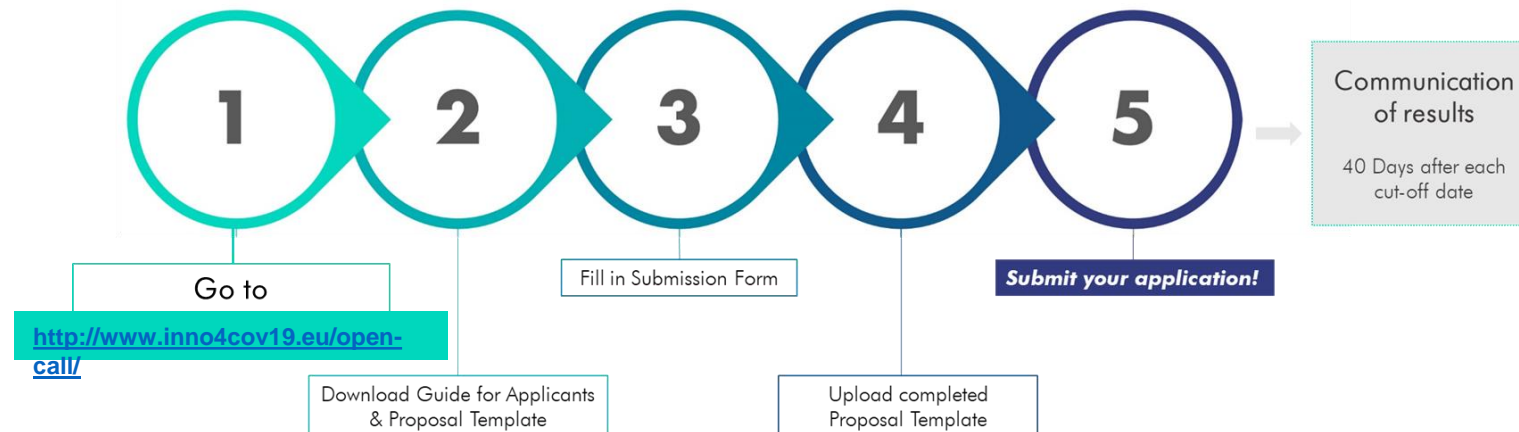 1
2
3
4
5
Communication
of results
40 Days after each
cut-off date
Go to
http://www.inno4cov19.eu/open-
call/
Download Guide for Applicants
& Proposal Template
Fill in Submission Form
Upload completed
Proposal Template
Submit your application!